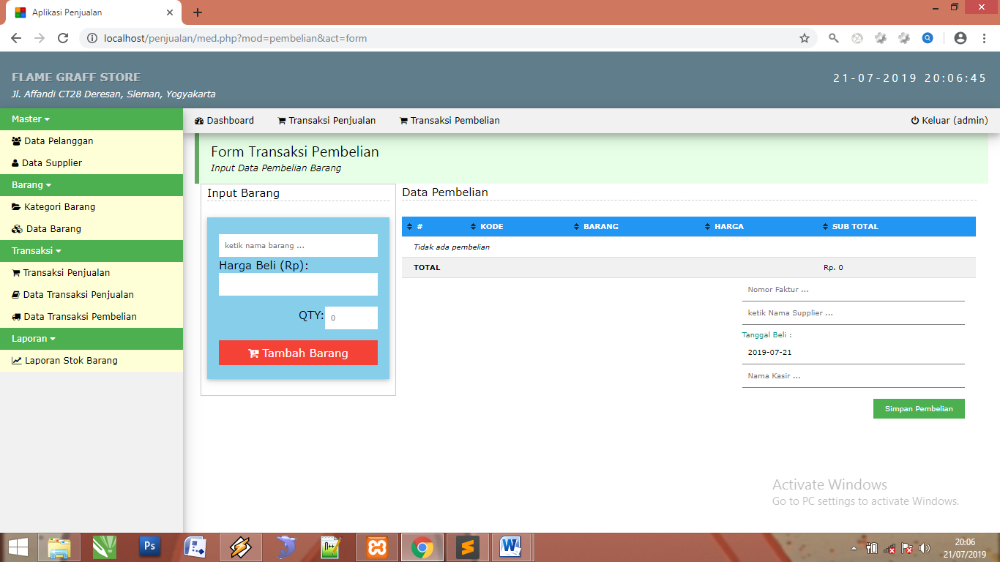 Aplikasi Penjualan
localhost/penjualan/med.php?mod=pembelian&act=form
FLAME GRAFF STORE
Jl. Affandi CT28 Deresan, Sleman, Yogyakarta
21-07-2019 20:06:45
Master
Data Pelanggan
Data Supplier
Barang
Kategori Barang
Data Barang
Transaksi
Transaksi Penjualan
Data Transaksi Penjualan
Data Transaksi Pembelian
Laporan
Laporan Stok Barang
Dashboard Transaksi Penjualan Transaksi Pembelian Keluar (admin)
Form Transaksi Pembelian
Input Data Pembelian Barang
Input Barang
ketik nama barang ...
Harga Beli (Rp):
QTY: 0
Tambah Barang
Data Pembelian
# KODE BARANG HARGA SUB TOTAL
Tidak ada pembelian
TOTAL Rp. 0
Nomor Faktur ...
ketik Nama Supplier ...
Tanggal Beli :
2019-07-21
Nama Kasir ...
Simpan Pembelian
Activate Windows
Go to PC settings to activate Windows.
Ps
N++
W
20:06
21/07/2019